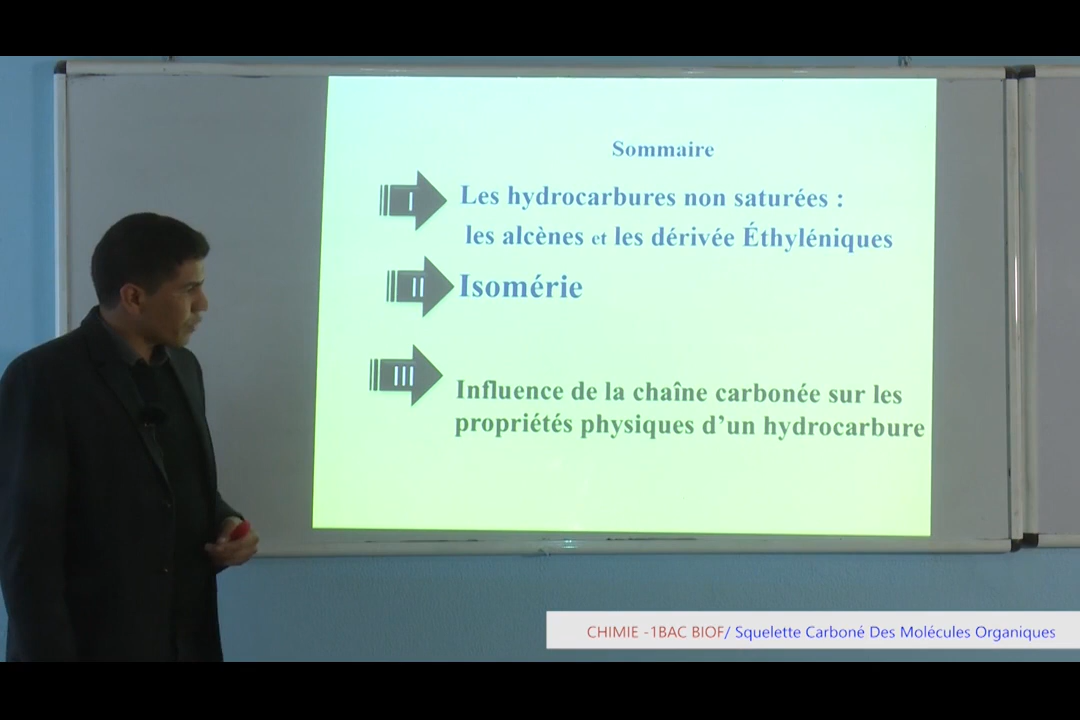 Sommaire
I
Les hydrocarbures non saturées :
les alcènes et les dérivée Éthyléniques
II
Isomérie
III
Influence de la chaîne carbonée sur les
propriétés physiques d’un hydrocarbure
CHIMIE -1BAC BIOF/ Squelette Carboné Des Molécules Organiques